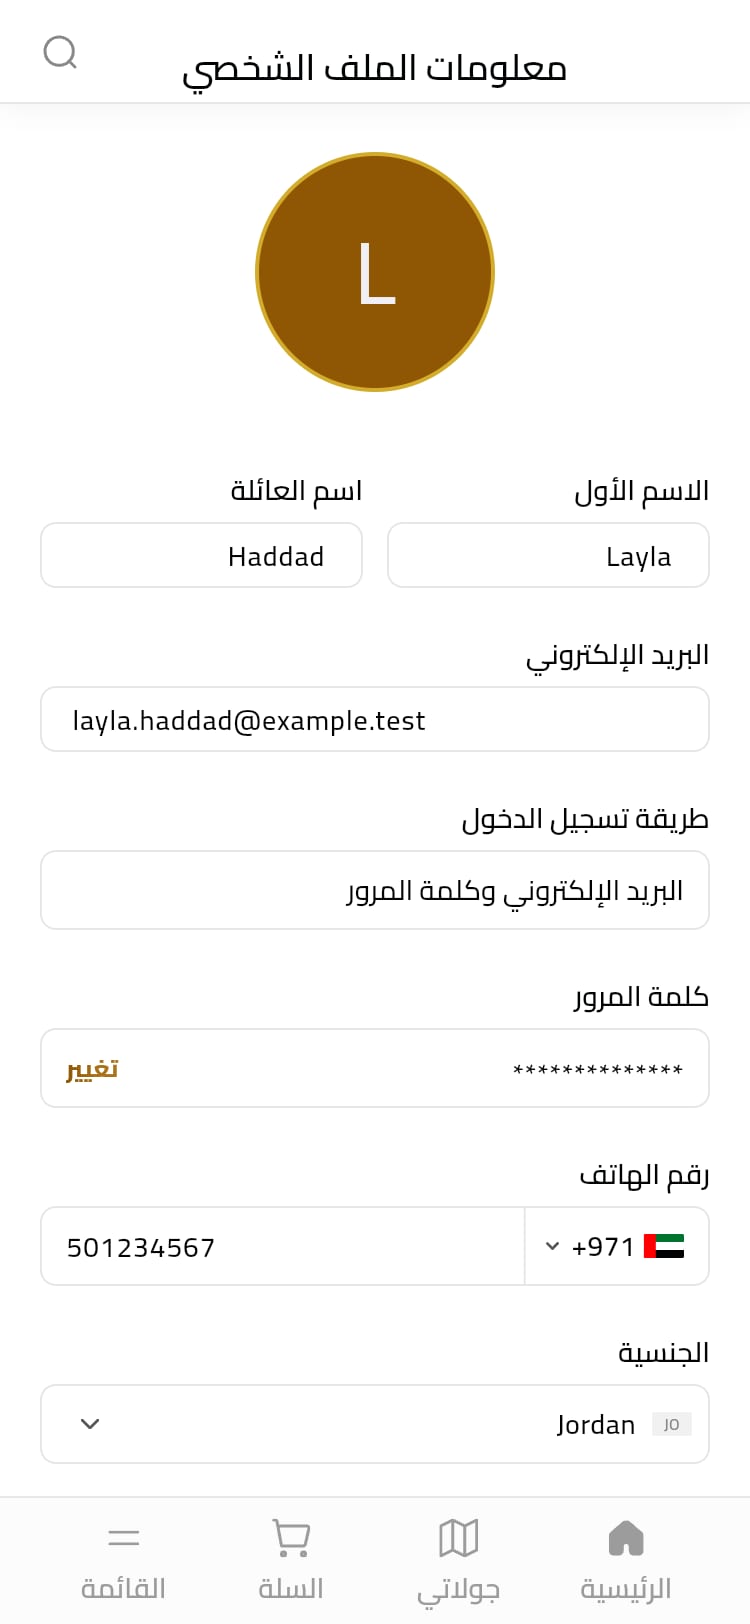 معلومات الملف الشخصي
L
الاسم الأول
Layla
اسم العائلة
Haddad
البريد الإلكتروني
layla.haddad@example.test
طريقة تسجيل الدخول
البريد الإلكتروني وكلمة المرور
كلمة المرور
**************
تغيير
رقم الهاتف
+971
501234567
الجنسية
JO Jordan
الرئيسية
جولاتي
السلة
القائمة